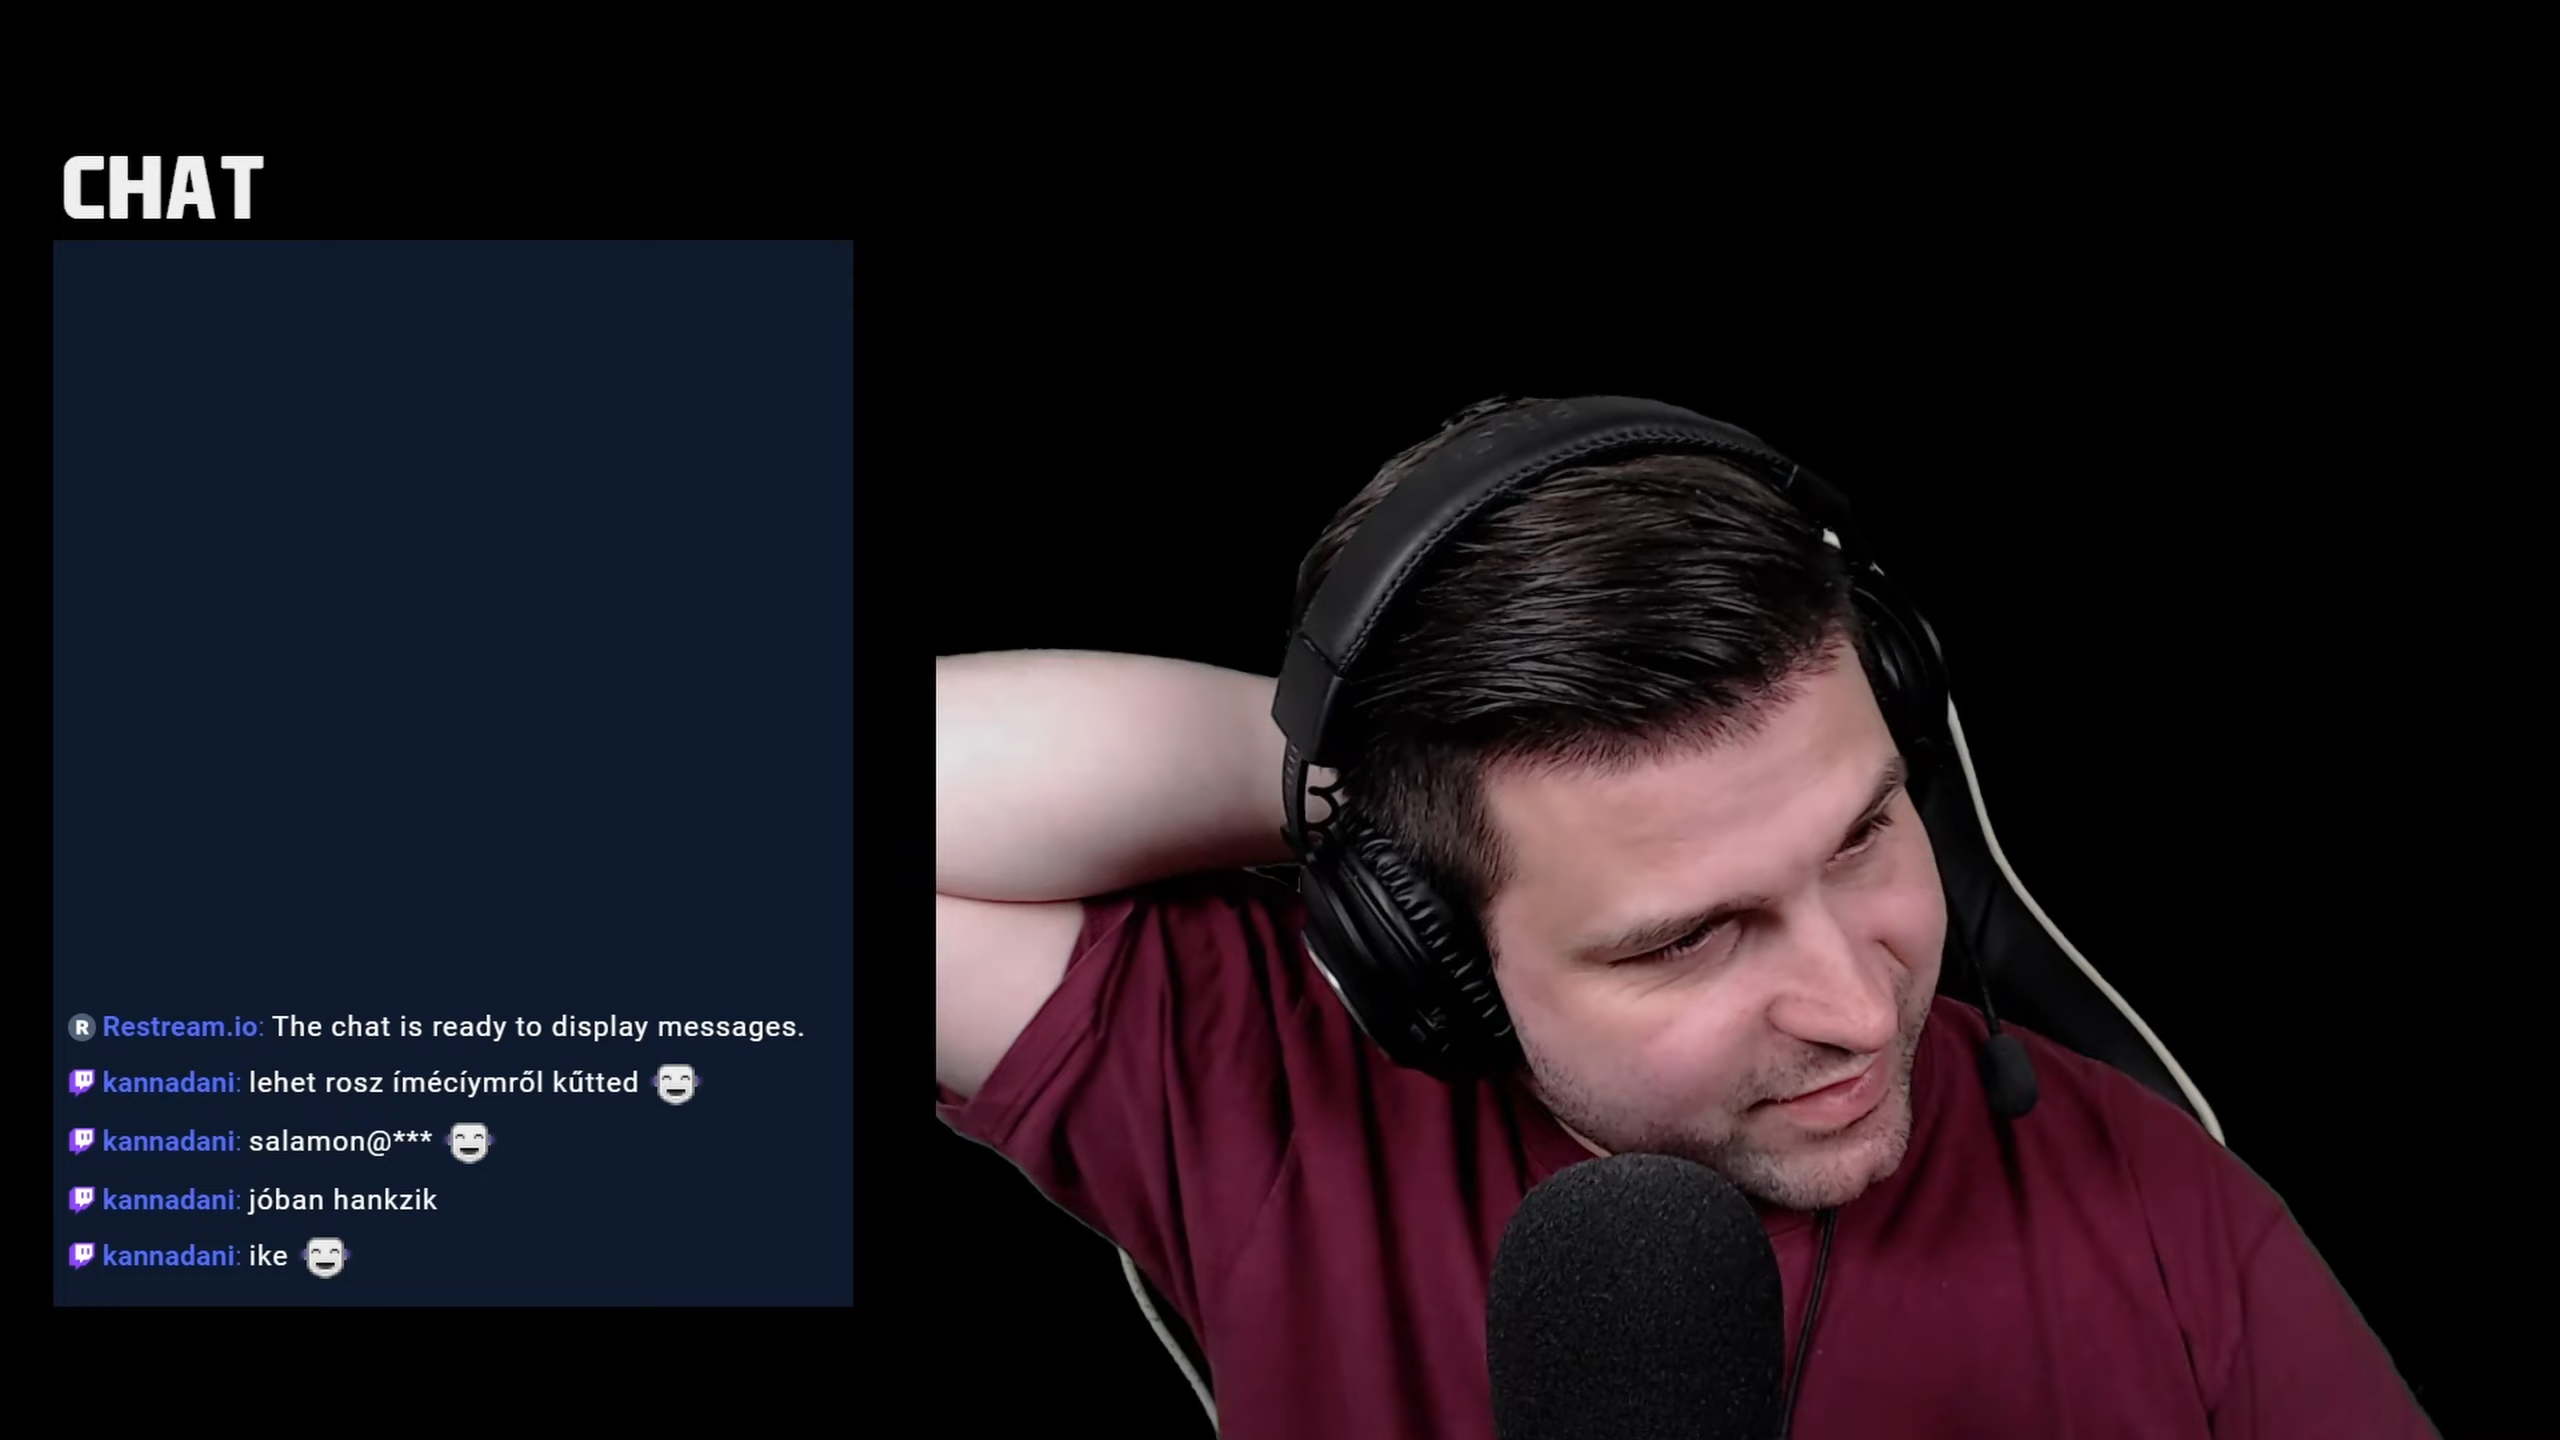 CHAT
R Restream.io: The chat is ready to display messages.
kannadani: lehet rosz ímécíymről kűtted
kannadani: salamon@***
kannadani: jóban hankzik
kannadani: ike